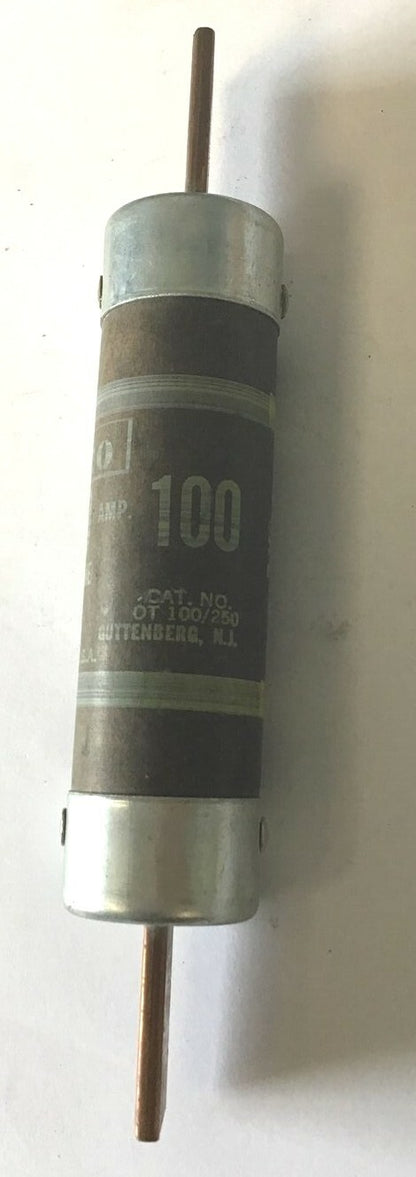 O
AMP. 100
CAT. NO.
OT 100/250
GUTTENBERG, N.J.